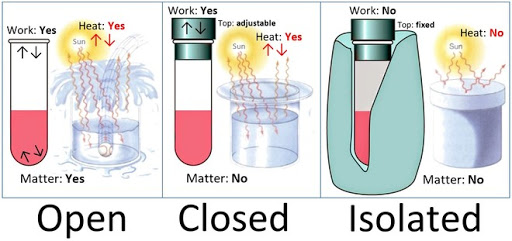 Work: Yes
Heat: Yes
Sun
Matter: Yes
Open
Work: Yes
Top: adjustable
Heat: Yes
Sun
Matter: No
Closed
Work: No
Top: fixed
Heat: No
Sun
Matter: No
Isolated